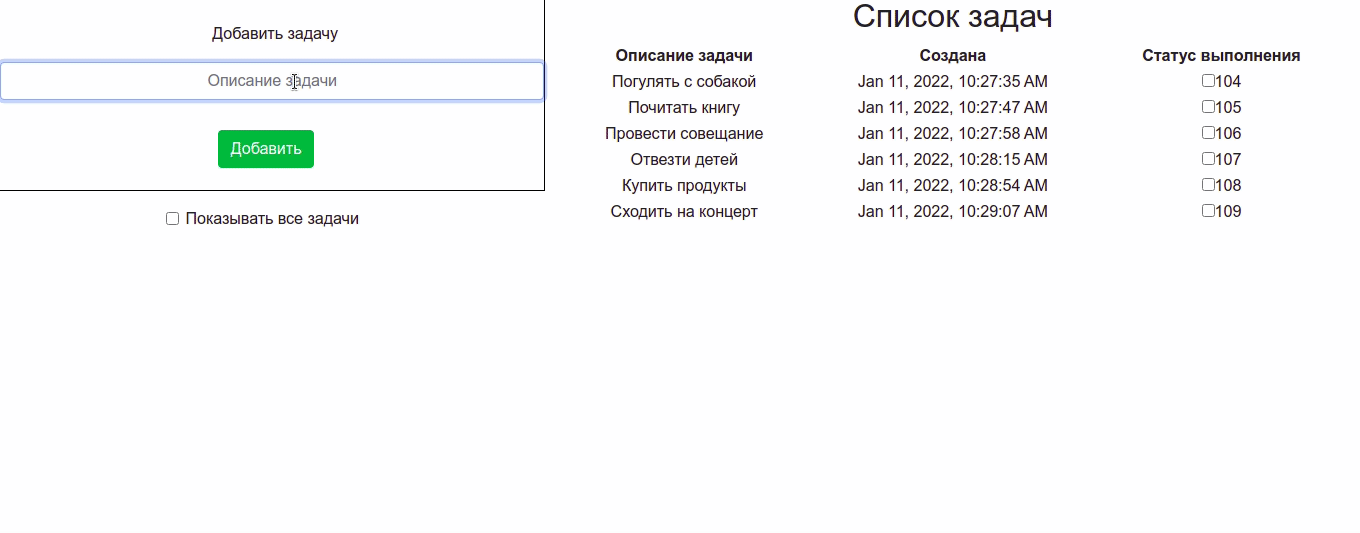 Добавить задачу
Описание задачи
Добавить
Показывать все задачи
Список задач
Описание задачи Создана Статус выполнения
Погулять с собакой Jan 11, 2022, 10:27:35 AM 104
Почитать книгу Jan 11, 2022, 10:27:47 AM 105
Провести совещание Jan 11, 2022, 10:27:58 AM 106
Отвезти детей Jan 11, 2022, 10:28:15 AM 107
Купить продукты Jan 11, 2022, 10:28:54 AM 108
Сходить на концерт Jan 11, 2022, 10:29:07 AM 109